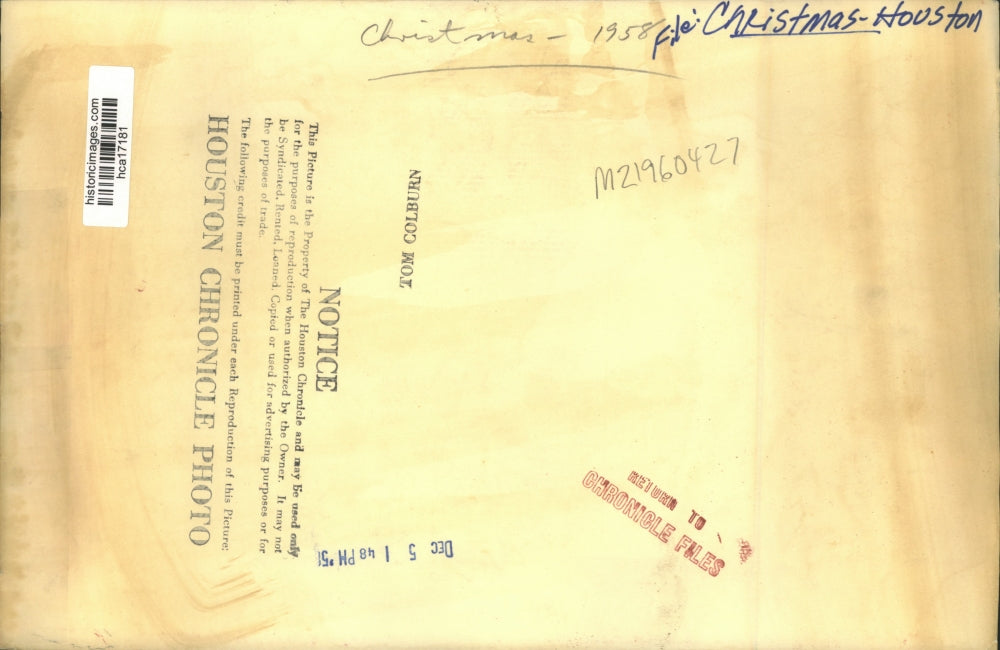 Christmas - 1958
File: Christmas-Houston
historicimages.com
hca17181
M21960427
TOM COLBURN
NOTICE
This Picture is the Property of The Houston Chronicle and may be used only
for the purposes of reproduction when authorized by the Owner. It may not
be Syndicated, Rented, Loaned, Copied or used for advertising purposes or for
the purposes of trade.
The following credit must be printed under each Reproduction of this Picture:
HOUSTON CHRONICLE PHOTO
RETURN TO
CHRONICLE FILES
DEC 5 1 48 PM '5